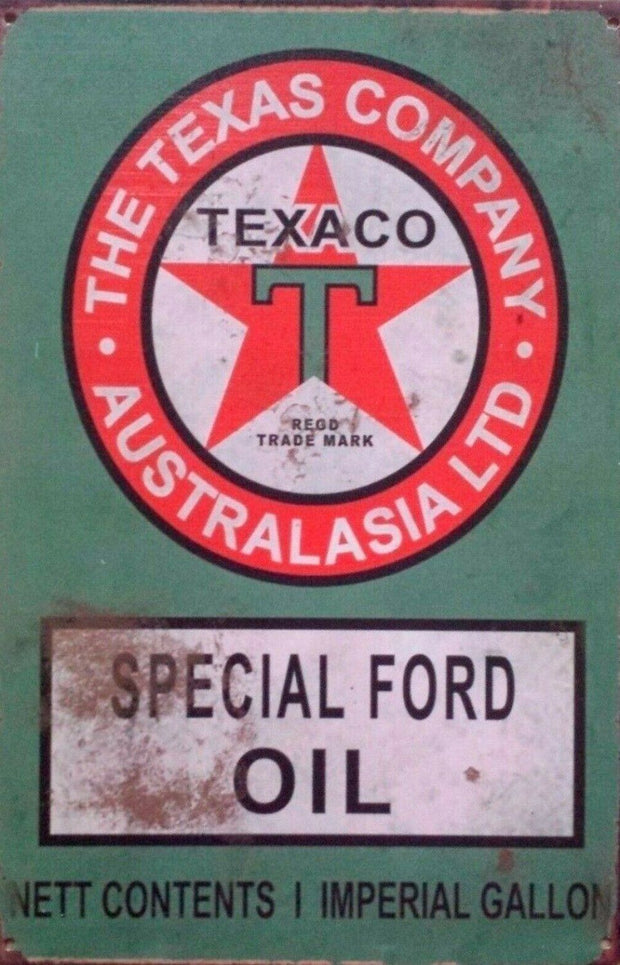 THE TEXAS COMPANY
TEXACO
T
REGD
TRADE MARK
• AUSTRALASIA LTD •
SPECIAL FORD
OIL
NETT CONTENTS I IMPERIAL GALLON